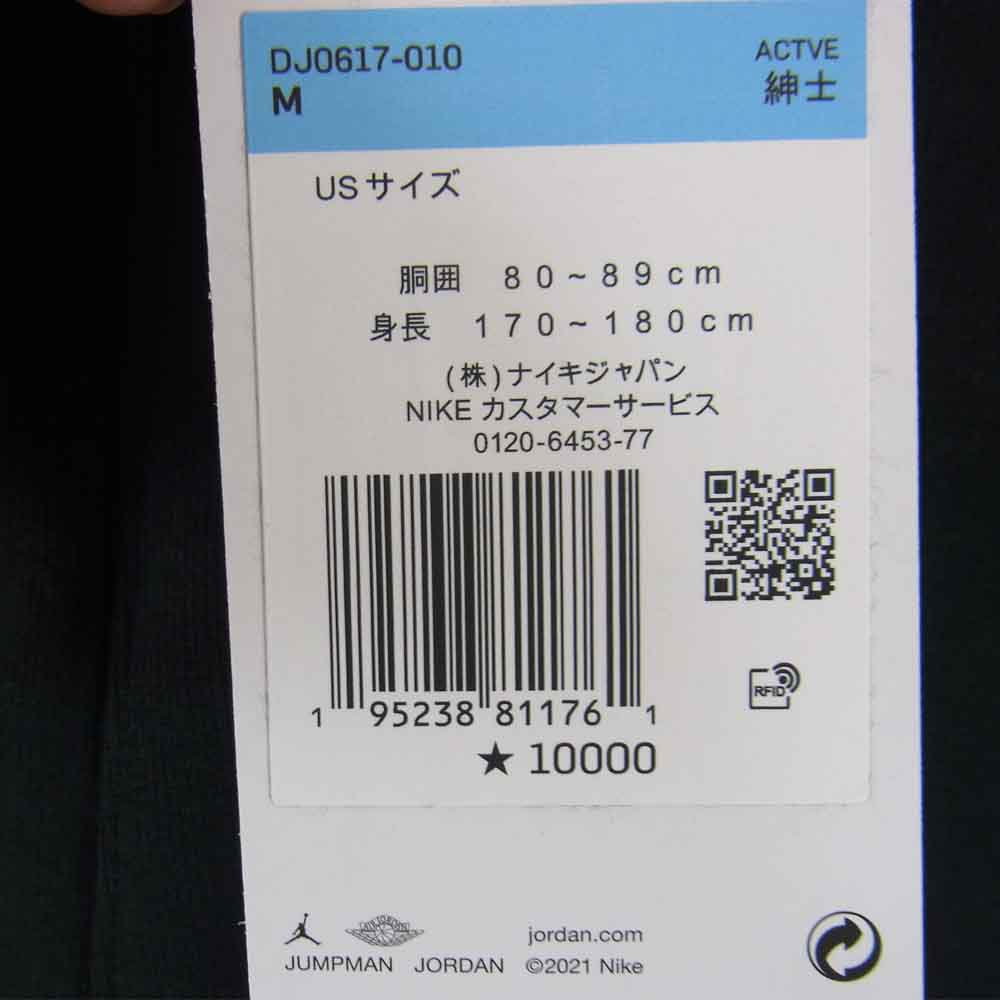 DJ0617-010
ACTVE
M
紳士
USサイズ
胴囲 80~89cm
身長 170~180cm
(株)ナイキジャパン
NIKE カスタマーサービス
0120-6453-77
RFID
1 95238 81176 1
★ 10000
AIR JORDAN
jordan.com
JUMPMAN JORDAN ©2021 Nike